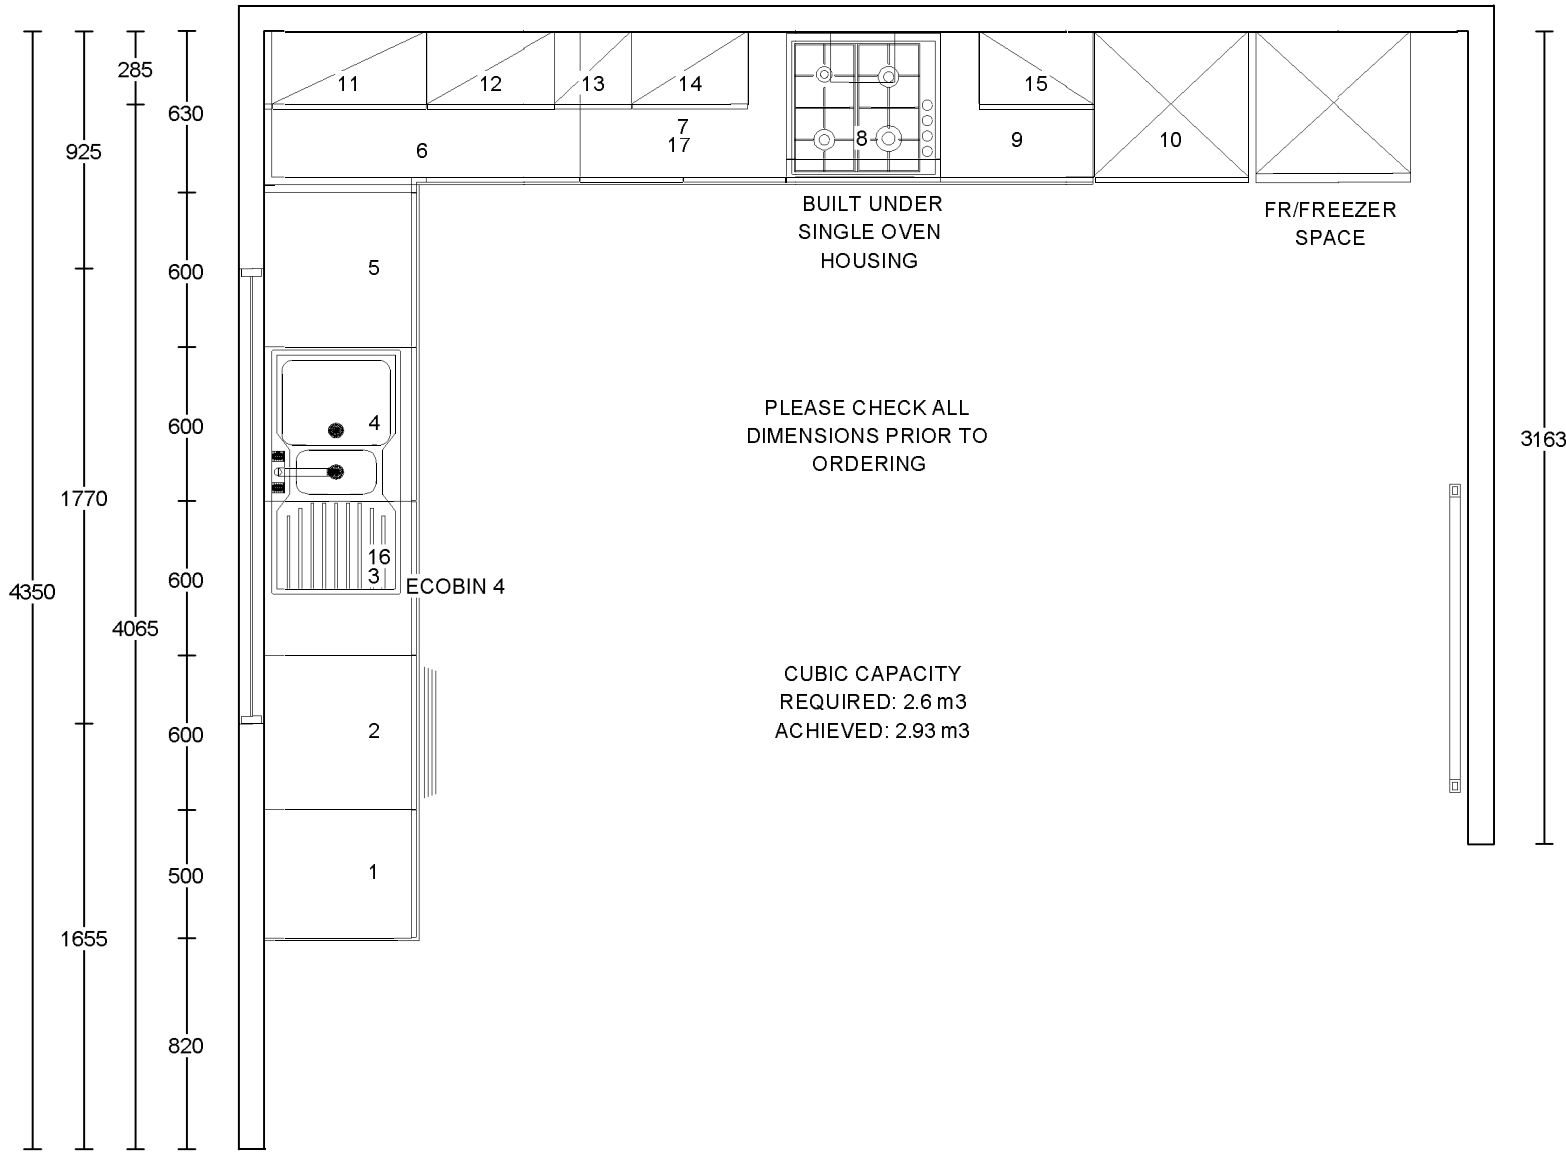 285
630
925
11
12
13
14
15
7
17
6
8
9
10
BUILT UNDER
SINGLE OVEN
HOUSING
FR/FREEZER
SPACE
600
5
PLEASE CHECK ALL
DIMENSIONS PRIOR TO
ORDERING
600
4
3163
1770
600
16
3
ECOBIN 4
4350
4065
CUBIC CAPACITY
REQUIRED: 2.6 m3
ACHIEVED: 2.93 m3
600
2
500
1
1655
820